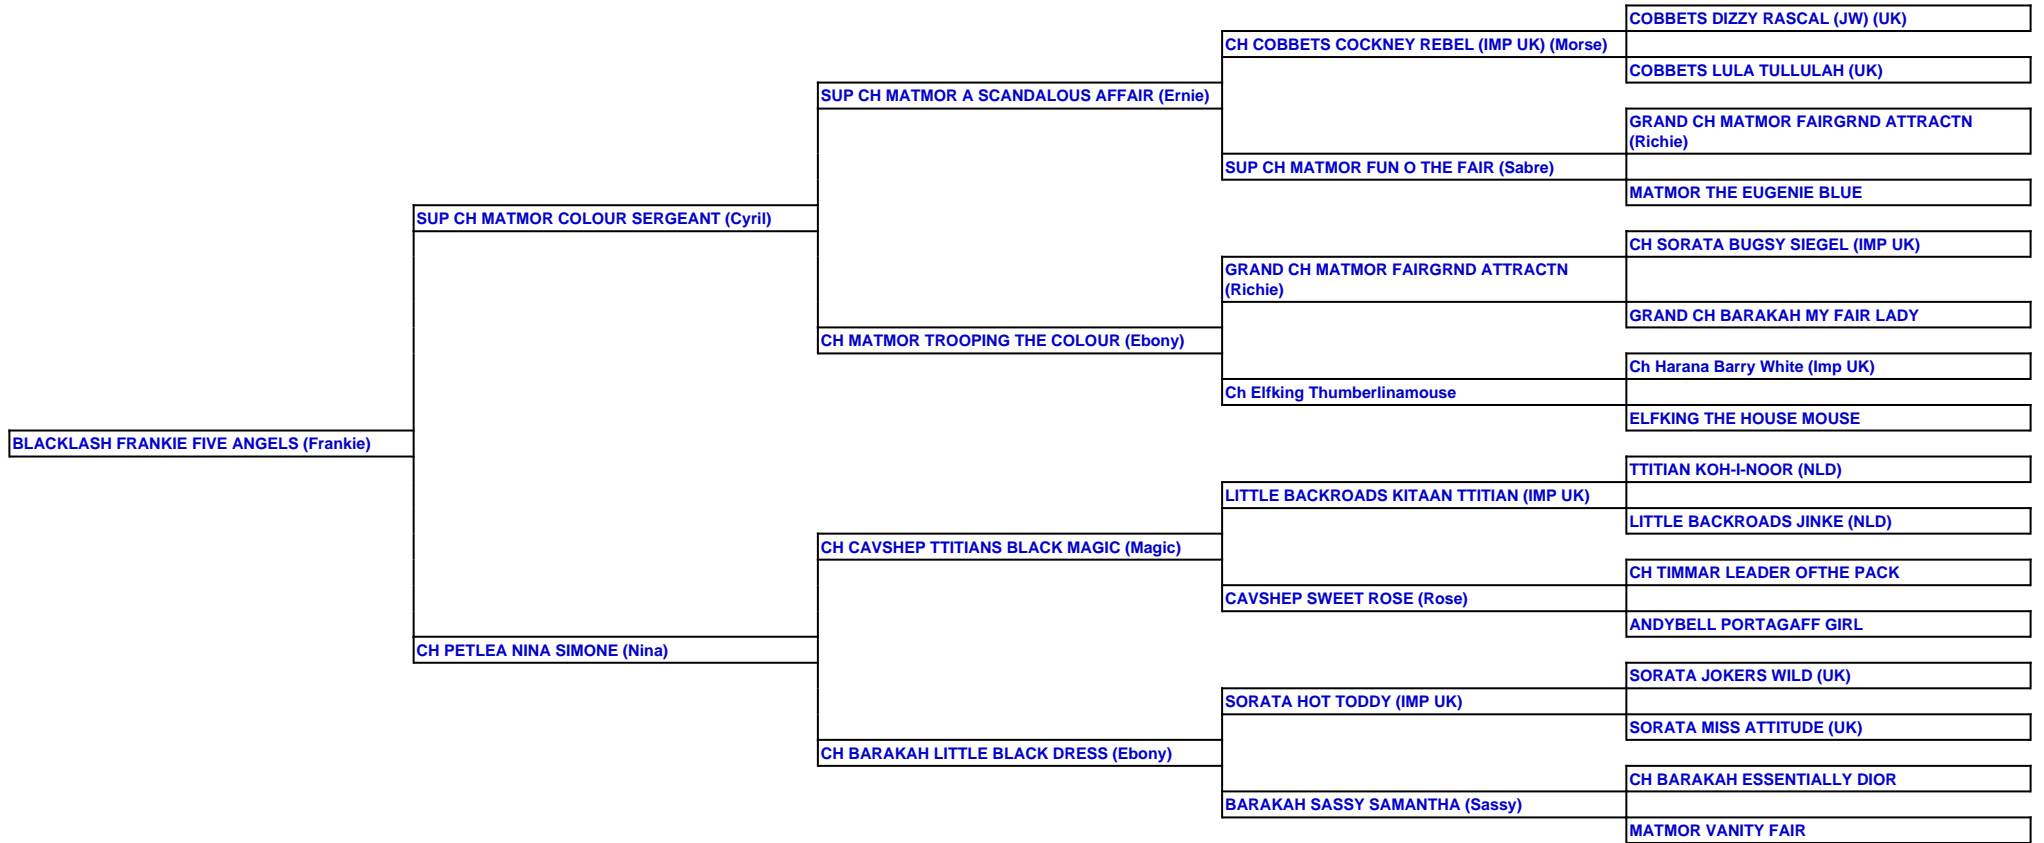 COBBETS DIZZY RASCAL (JW) (UK)
CH COBBETS COCKNEY REBEL (IMP UK) (Morse)
COBBETS LULA TULLULAH (UK)
SUP CH MATMOR A SCANDALOUS AFFAIR (Ernie)
GRAND CH MATMOR FAIRGRND ATTRACTN
(Richie)
SUP CH MATMOR FUN O THE FAIR (Sabre)
MATMOR THE EUGENIE BLUE
SUP CH MATMOR COLOUR SERGEANT (Cyril)
CH SORATA BUGSY SIEGEL (IMP UK)
GRAND CH MATMOR FAIRGRND ATTRACTN
(Richie)
GRAND CH BARAKAH MY FAIR LADY
CH MATMOR TROOPING THE COLOUR (Ebony)
Ch Harana Barry White (Imp UK)
Ch Elfking Thumberlinamouse
ELFKING THE HOUSE MOUSE
BLACKLASH FRANKIE FIVE ANGELS (Frankie)
TTITIAN KOH-I-NOOR (NLD)
LITTLE BACKROADS KITAAN TTITIAN (IMP UK)
LITTLE BACKROADS JINKE (NLD)
CH CAVSHEP TTITIANS BLACK MAGIC (Magic)
CH TIMMAR LEADER OFTHE PACK
CAVSHEP SWEET ROSE (Rose)
ANDYBELL PORTAGAFF GIRL
CH PETLEA NINA SIMONE (Nina)
SORATA JOKERS WILD (UK)
SORATA HOT TODDY (IMP UK)
SORATA MISS ATTITUDE (UK)
CH BARAKAH LITTLE BLACK DRESS (Ebony)
CH BARAKAH ESSENTIALLY DIOR
BARAKAH SASSY SAMANTHA (Sassy)
MATMOR VANITY FAIR